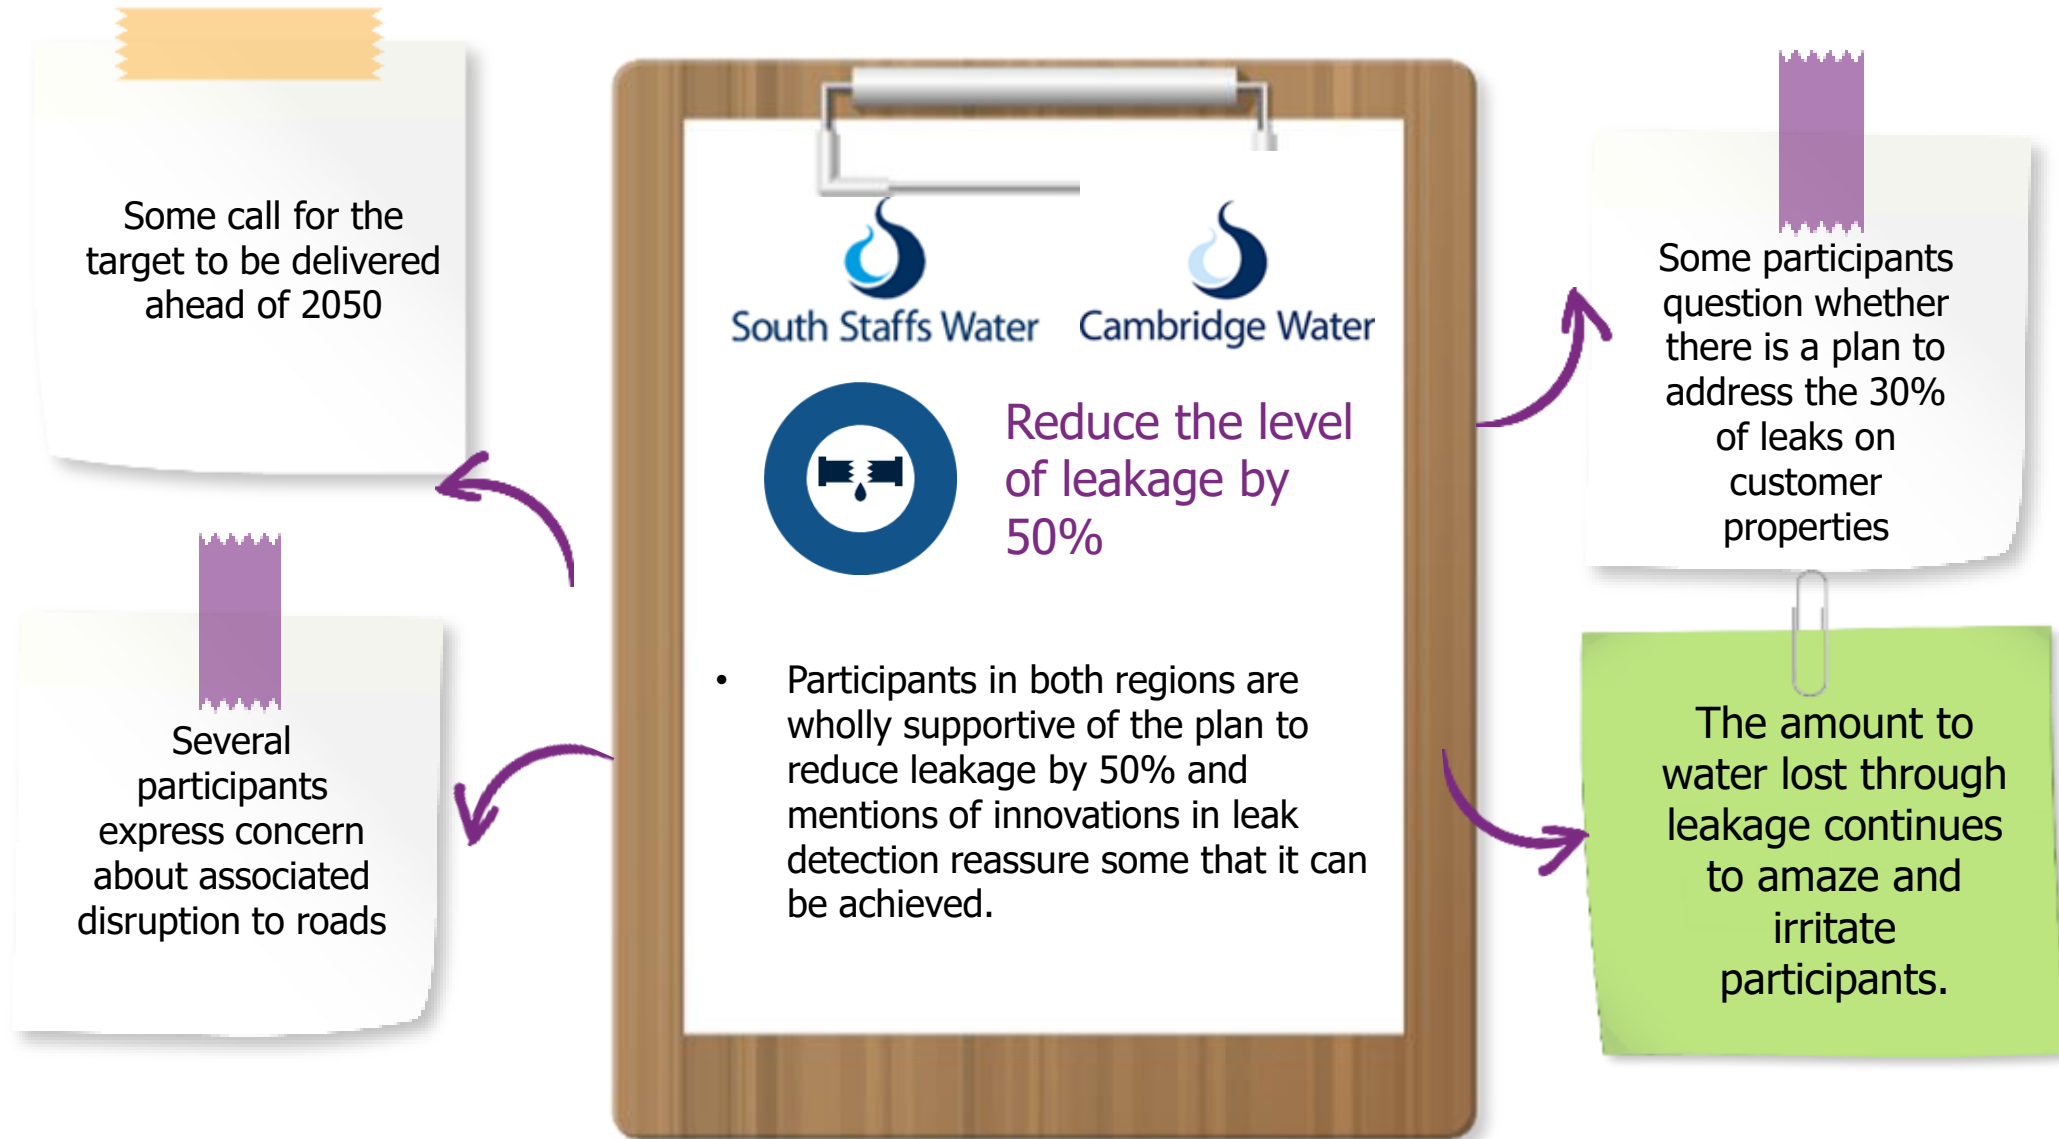 Some call for the
target to be delivered
ahead of 2050
Several
participants
express concern
about associated
disruption to roads
South Staffs Water
Cambridge Water
Reduce the level
of leakage by
50%
• Participants in both regions are
wholly supportive of the plan to
reduce leakage by 50% and
mentions of innovations in leak
detection reassure some that it can
be achieved.
Some participants
question whether
there is a plan to
address the 30%
of leaks on
customer
properties
The amount to
water lost through
leakage continues
to amaze and
irritate
participants.